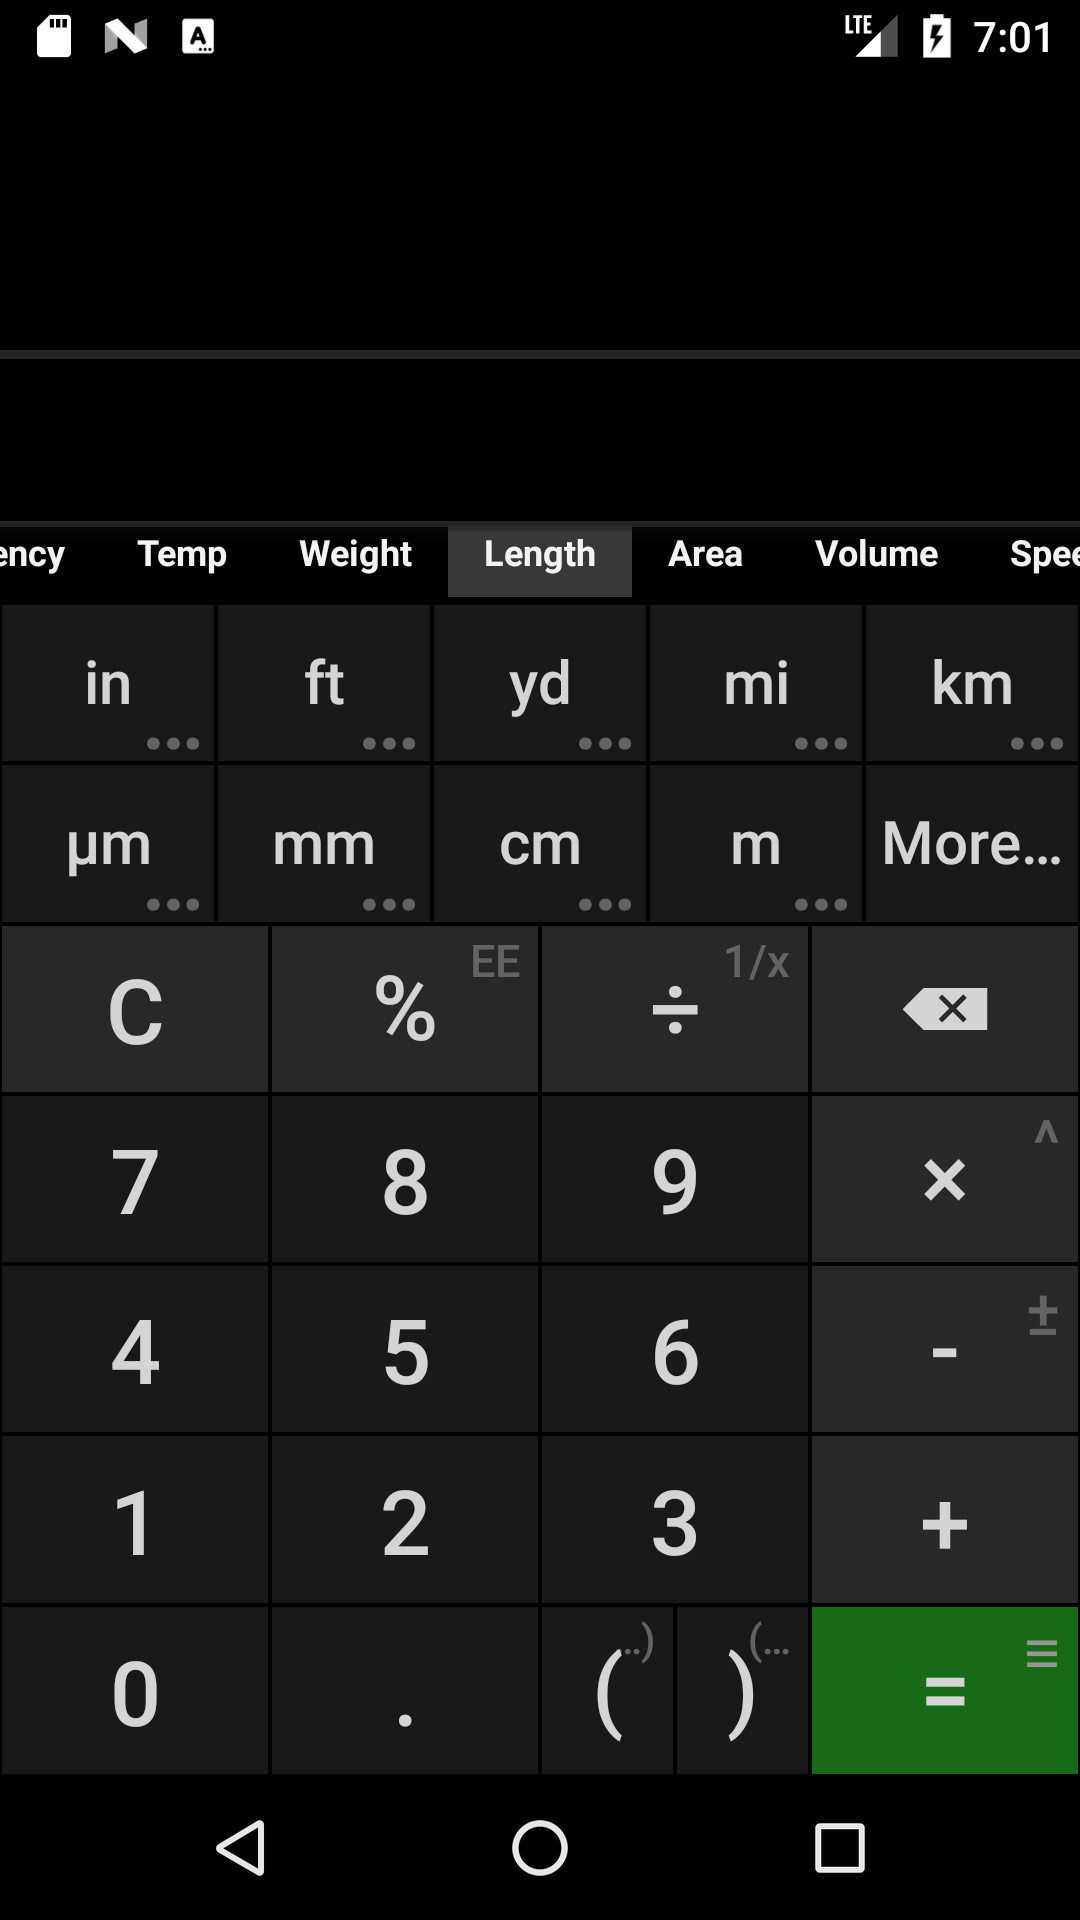 LTE 7:01
ency Temp Weight Length Area Volume Spee
in ft yd mi km
µm mm cm m More...
C % EE ÷ 1/x
7 8 9 × ^
4 5 6 - ±
1 2 3 +
0 . ( ..) ) (... =